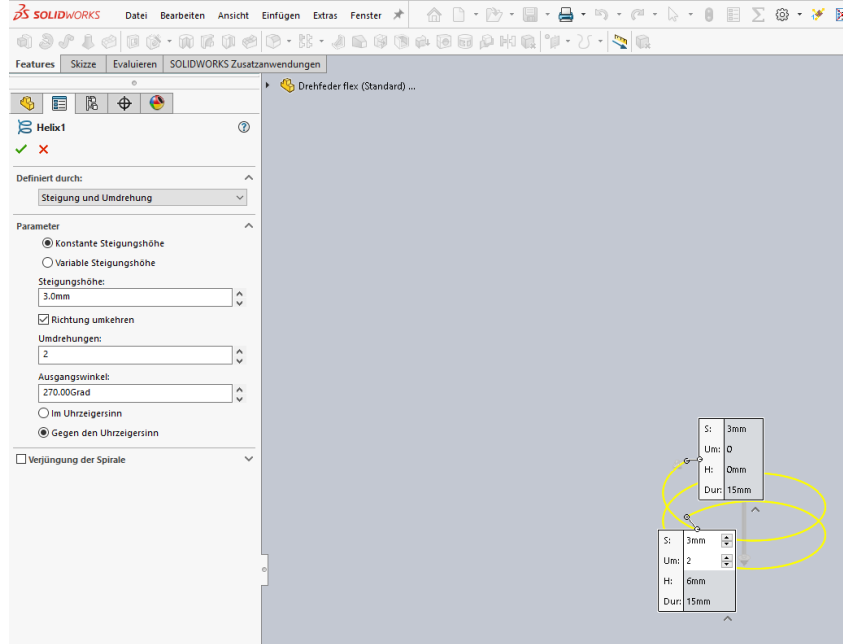 SOLIDWORKS Datei Bearbeiten Ansicht Einfügen Extras Fenster
Features Skizze Evaluieren SOLIDWORKS Zusatzanwendungen
Drehfeder flex (Standard) ...
Helix1
Definiert durch:
Steigung und Umdrehung
Parameter
Konstante Steigungshöhe
Variable Steigungshöhe
Steigungshöhe:
3.0mm
Richtung umkehren
Umdrehungen:
2
Ausgangswinkel:
270.00Grad
Im Uhrzeigersinn
Gegen den Uhrzeigersinn
Verjüngung der Spirale
S: 3mm
Um: 0
H: 0mm
Dur: 15mm
S: 3mm
Um: 2
H: 6mm
Dur: 15mm